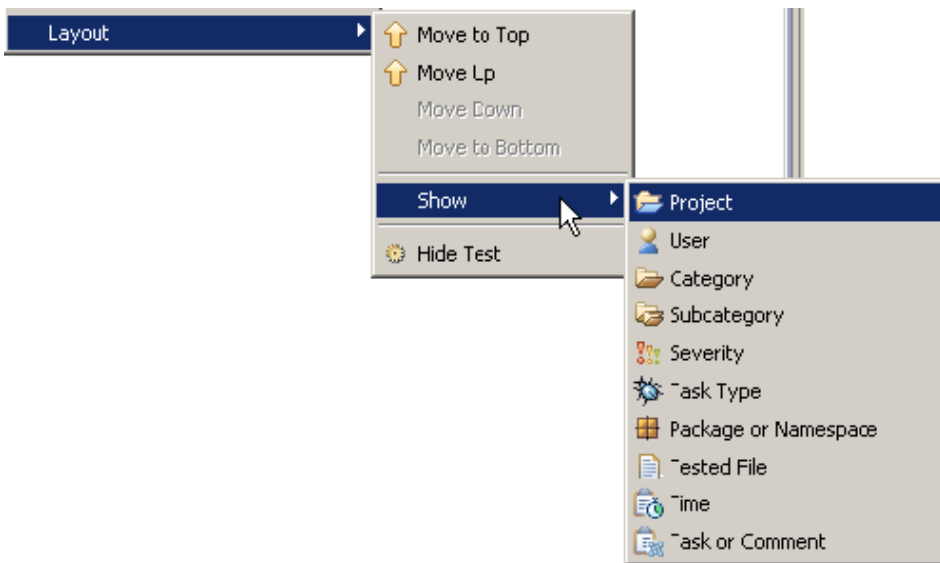 Layout
Move to Top
Move Up
Move Down
Move to Bottom
Show
Hide Test
Project
User
Category
Subcategory
Severity
Task Type
Package or Namespace
Tested File
Time
Task or Comment